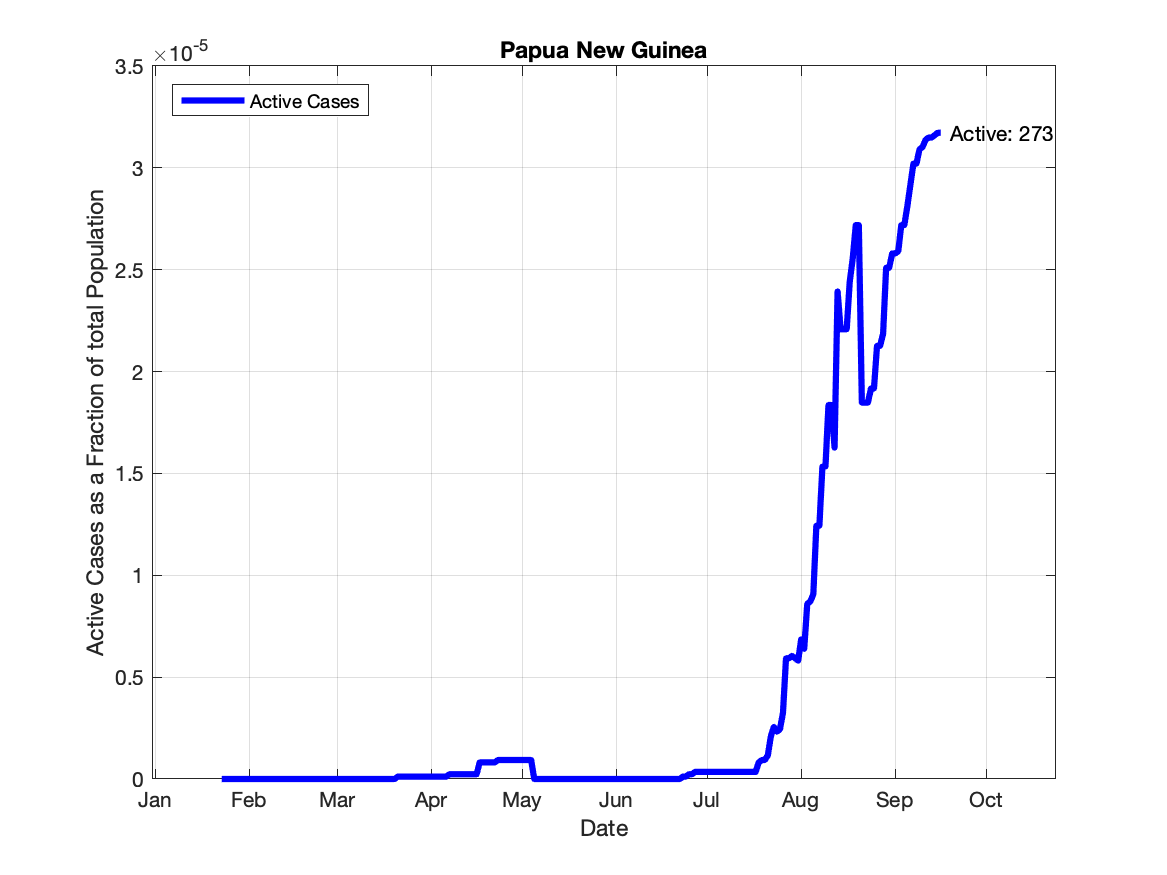 Papua New Guinea
×10-5
3.5
3
2.5
2
1.5
1
0.5
0
Active Cases as a Fraction of total Population
Active Cases
Active: 273
Jan Feb Mar Apr May Jun Jul Aug Sep Oct
Date